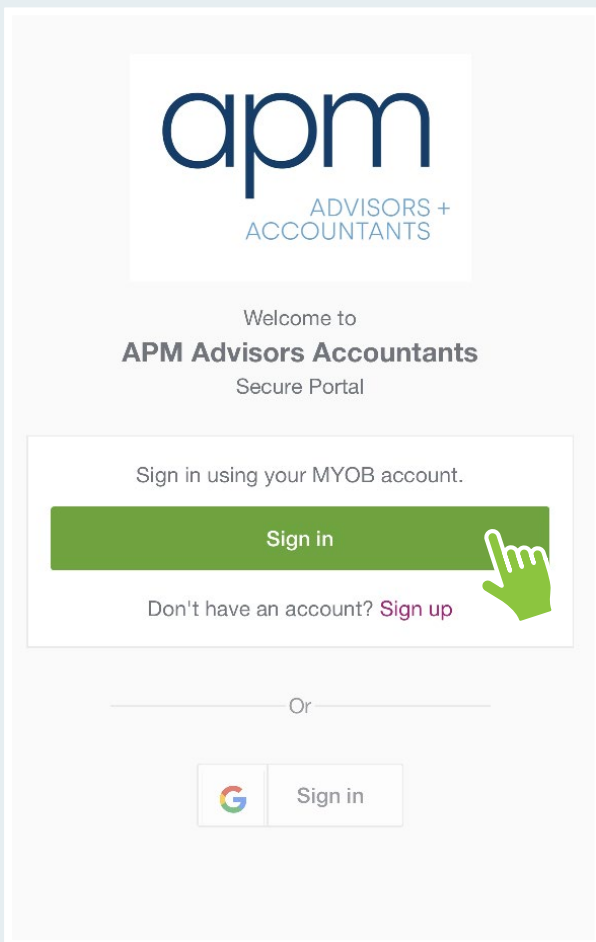 apm
ADVISORS +
ACCOUNTANTS
Welcome to
APM Advisors Accountants
Secure Portal
Sign in using your MYOB account.
Sign in
Don't have an account? Sign up
Or
G Sign in